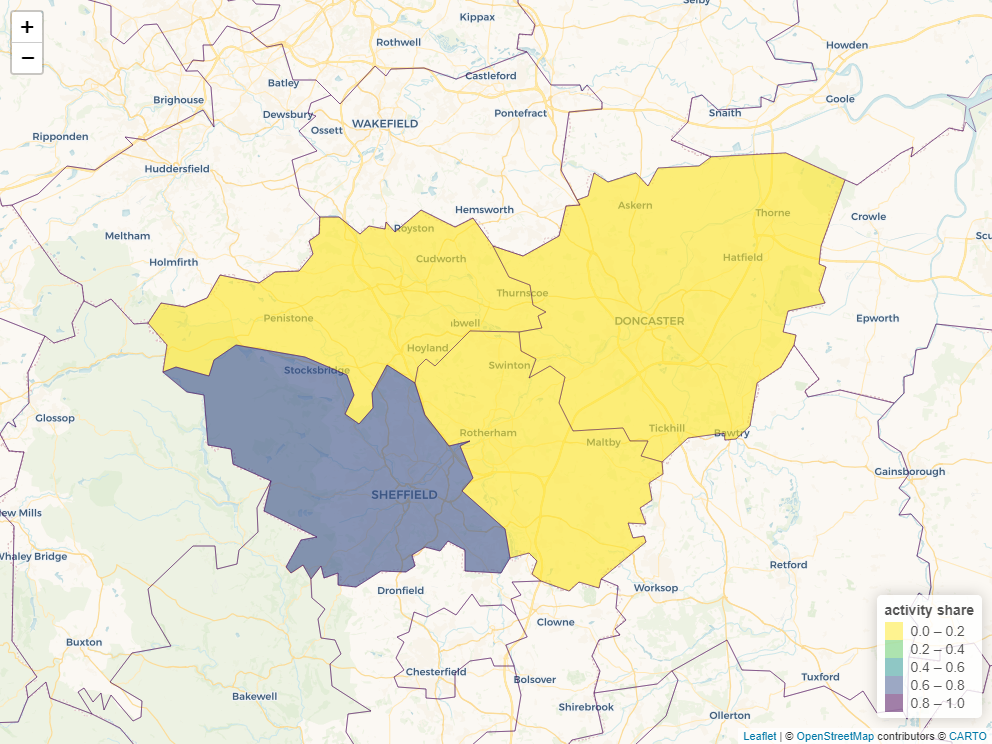 +
−
Selby
Kippax
Rothwell
Howden
Castleford
Batley
Brighouse
Goole
Dewsbury
Pontefract
Snaith
WAKEFIELD
Ossett
Ripponden
Huddersfield
Askern
Hemsworth
Thorne
Crowle
Royston
Meltham
Scu
Hatfield
Cudworth
Holmfirth
Thurnscoe
Penistone
Epworth
DONCASTER
bwell
Hoyland
Swinton
Stocksbridge
Glossop
Tickhill
Rotherham
Bawtry
Maltby
Gainsborough
SHEFFIELD
ew Mills
Whaley Bridge
Retford
Worksop
Dronfield
activity share
Clowne
0.0 – 0.2
Buxton
0.2 – 0.4
0.4 – 0.6
Chesterfield
Bolsover
Tuxford
0.6 – 0.8
Bakewell
0.8 – 1.0
Shirebrook
Ollerton
Leaflet | © OpenStreetMap contributors © CARTO